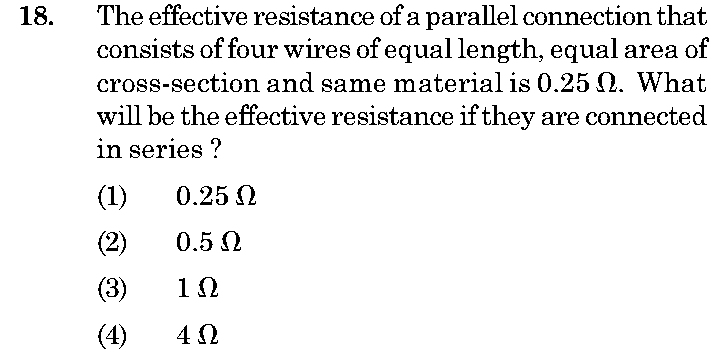 18. The effective resistance of a parallel connection that
consists of four wires of equal length, equal area of
cross-section and same material is 0.25 Ω. What
will be the effective resistance if they are connected
in series ?
(1) 0.25 Ω
(2) 0.5 Ω
(3) 1 Ω
(4) 4 Ω